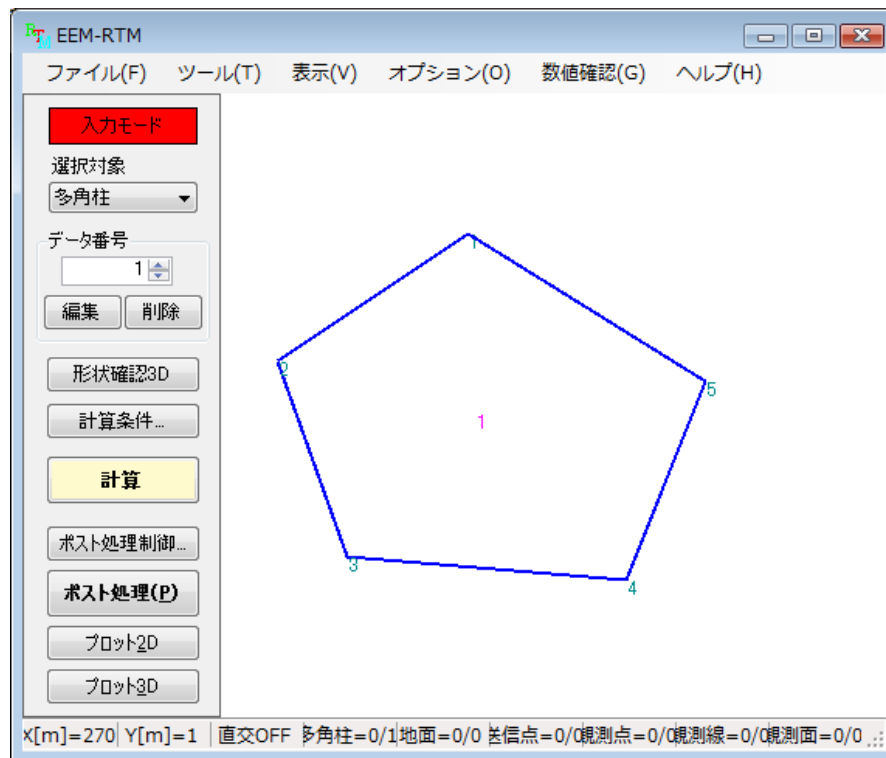 EEM-RTM
ファイル(F) ツール(T) 表示(V) オプション(O) 数値確認(G) ヘルプ(H)
入力モード
選択対象
多角柱
データ番号
1
編集 削除
形状確認3D
計算条件...
計算
ポスト処理制御...
ポスト処理(P)
プロット2D
プロット3D
1
2
3
4
5
1
X[m]=270 Y[m]=1 直交OFF 多角柱=0/1 地面=0/0 送信点=0/0 観測点=0/0 観測線=0/0 観測面=0/0